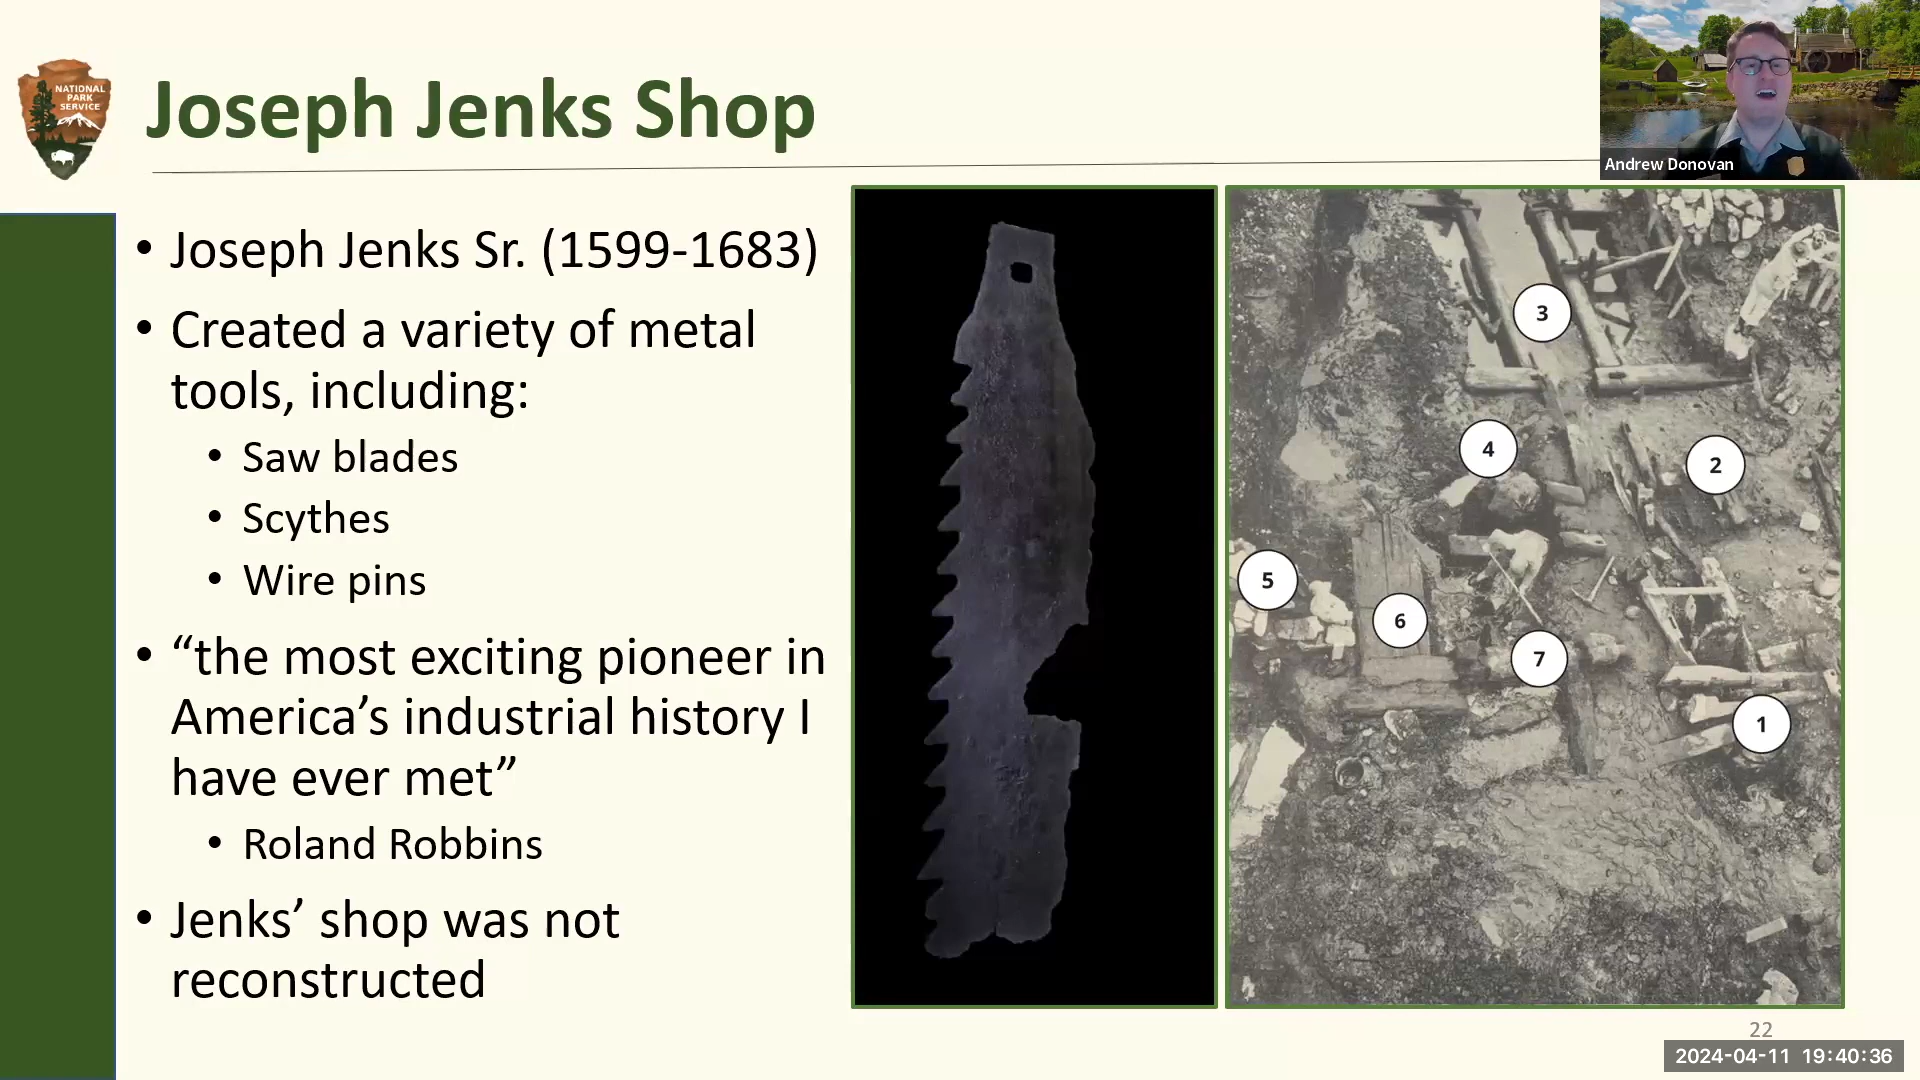 NATIONAL
PARK
SERVICE
Joseph Jenks Shop
Andrew Donovan
• Joseph Jenks Sr. (1599-1683)
• Created a variety of metal
tools, including:
• Saw blades
• Scythes
• Wire pins
• “the most exciting pioneer in
America’s industrial history I
have ever met”
• Roland Robbins
• Jenks’ shop was not
reconstructed
3
4
2
5
6
7
1
22
2024-04-11 19:40:36